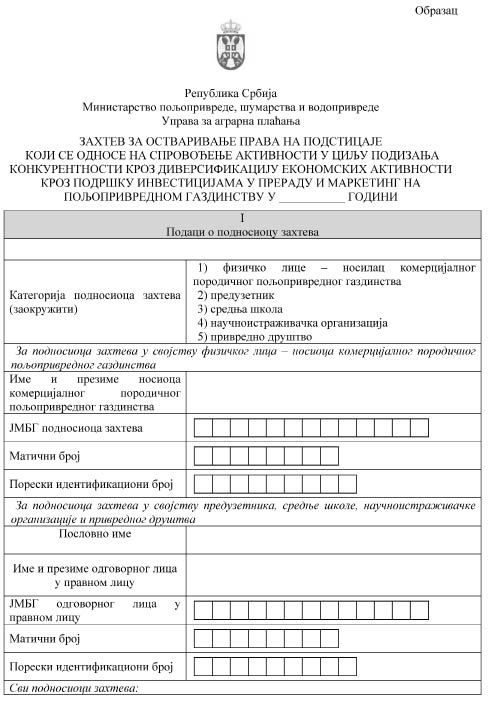 Образац
Република Србија
Министарство пољопривреде, шумарства и водопривреде
Управа за аграрна плаћања
ЗАХТЕВ ЗА ОСТВАРИВАЊЕ ПРАВА НА ПОДСТИЦАЈЕ
КОЈИ СЕ ОДНОСЕ НА СПРОВОЂЕЊЕ АКТИВНОСТИ У ЦИЉУ ПОДИЗАЊА
КОНКУРЕНТНОСТИ КРОЗ ДИВЕРСИФИКАЦИЈУ ЕКОНОМСКИХ АКТИВНОСТИ
КРОЗ ПОДРШКУ ИНВЕСТИЦИЈАМА У ПРЕРАДУ И МАРКЕТИНГ НА
ПОЉОПРИВРЕДНОМ ГАЗДИНСТВУ У ___________ ГОДИНИ
I
Подаци о подносиоцу захтева
Категорија подносиоца захтева
(заокружити)
1) физичко лице – носилац комерцијалног
породичног пољопривредног газдинства
2) предузетник
3) средња школа
4) научноистраживачка организација
5) привредно друштво
За подносиоца захтева у својству физичког лица – носиоца комерцијалног породичног
пољопривредног газдинства
Име и презиме носиоца
комерцијалног породичног
пољопривредног газдинства
ЈМБГ подносиоца захтева
Матични број
Порески идентификациони број
За подносиоца захтева у својству предузетника, средње школе, научноистраживачке
организације и привредног друштва
Пословно име
Име и презиме одговорног лица
у правном лицу
ЈМБГ одговорног лица у
правном лицу
Матични број
Порески идентификациони број
Сви подносиоци захтева: